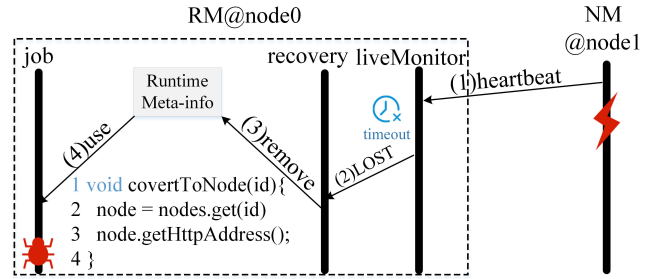 RM@node0
NM
@node1
job
recovery
liveMonitor
Runtime
Meta-info
(1)heartbeat
timeout
(2)LOST
(3)remove
(4)use
1 void covertToNode(id){
2 node = nodes.get(id)
3 node.getHttpAddress();
4 }